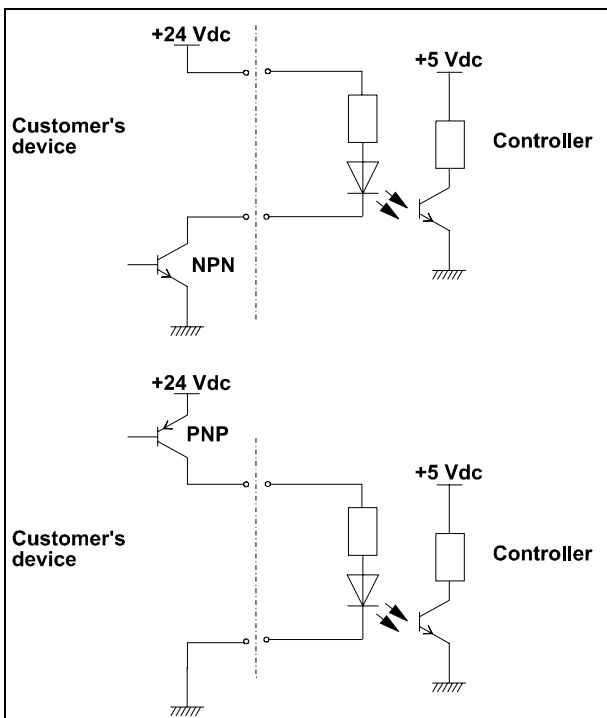 +24 Vdc
+5 Vdc
Customer's
device
Controller
NPN
+24 Vdc
PNP
+5 Vdc
Customer's
device
Controller